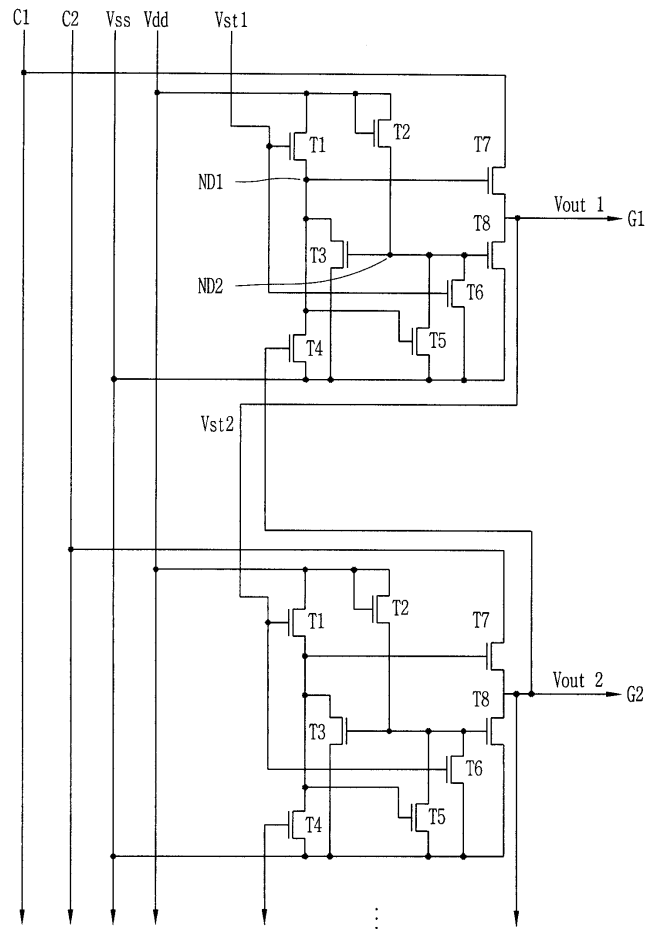 C1 C2 Vss Vdd Vst1
T1 T2 T7
ND1
Vout 1 G1
T8
T3
ND2 T6
T4 T5
Vst2
T1 T2 T7
Vout 2 G2
T8
T3
T6
T4 T5